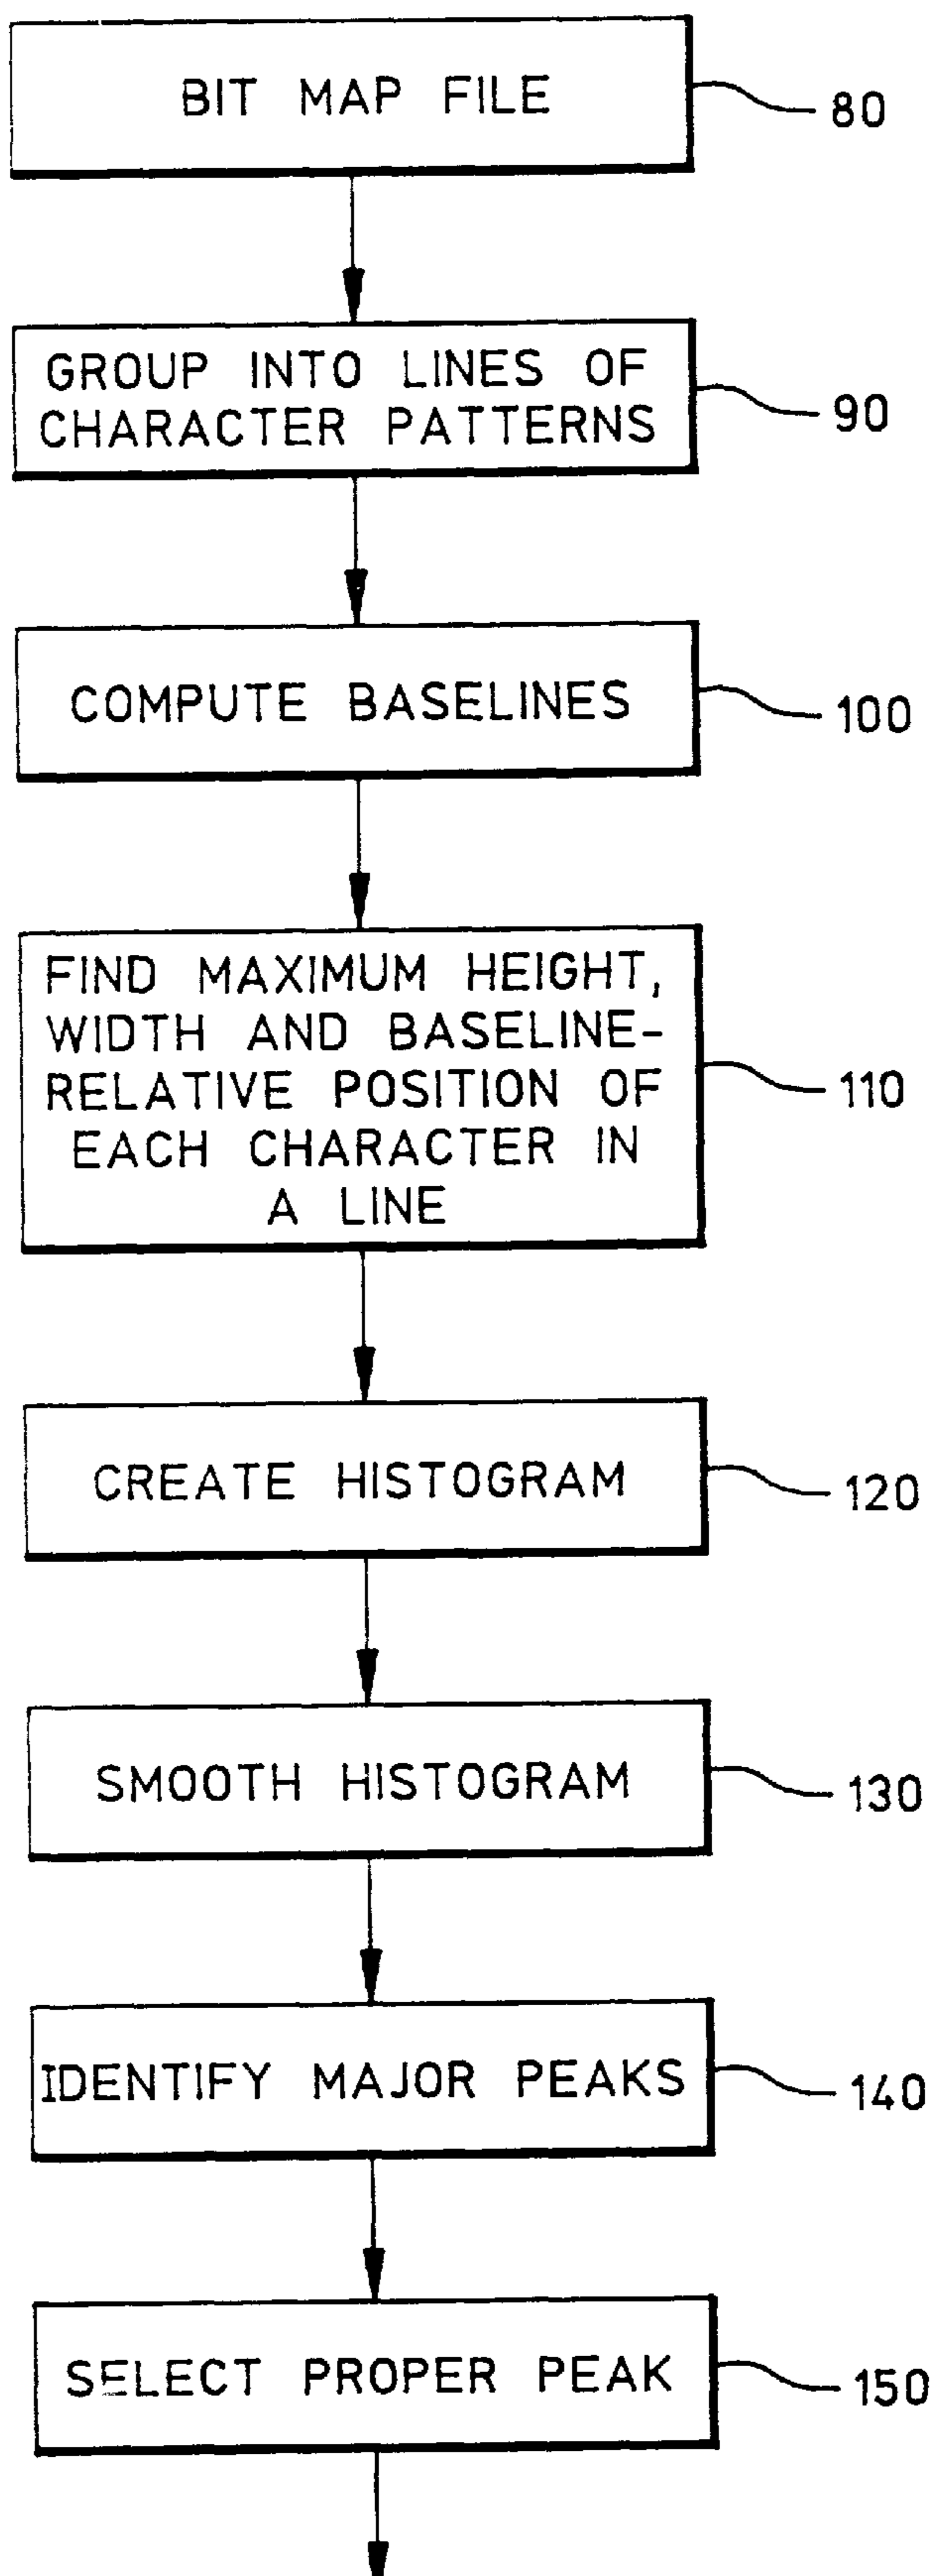 BIT MAP FILE
80
GROUP INTO LINES OF
CHARACTER PATTERNS
90
COMPUTE BASELINES
100
FIND MAXIMUM HEIGHT,
WIDTH AND BASELINE-
RELATIVE POSITION OF
EACH CHARACTER IN
A LINE
110
CREATE HISTOGRAM
120
SMOOTH HISTOGRAM
130
IDENTIFY MAJOR PEAKS
140
SELECT PROPER PEAK
150